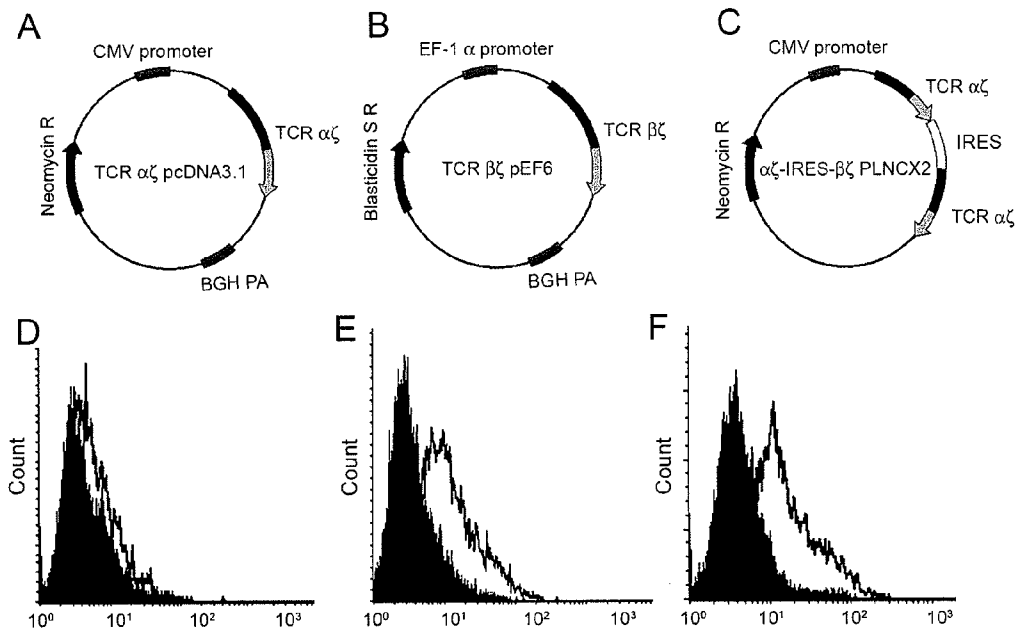 A
CMV promoter
Neomycin R
TCR αζ
TCR αζ pcDNA3.1
BGH PA
B
EF-1 α promoter
Blasticidin S R
TCR βζ
TCR βζ pEF6
BGH PA
C
CMV promoter
Neomycin R
TCR αζ
IRES
αζ-IRES-βζ PLNCX2
TCR αζ
D
Count
10⁰ 10¹ 10² 10³
E
Count
10⁰ 10¹ 10² 10³
F
Count
10⁰ 10¹ 10² 10³